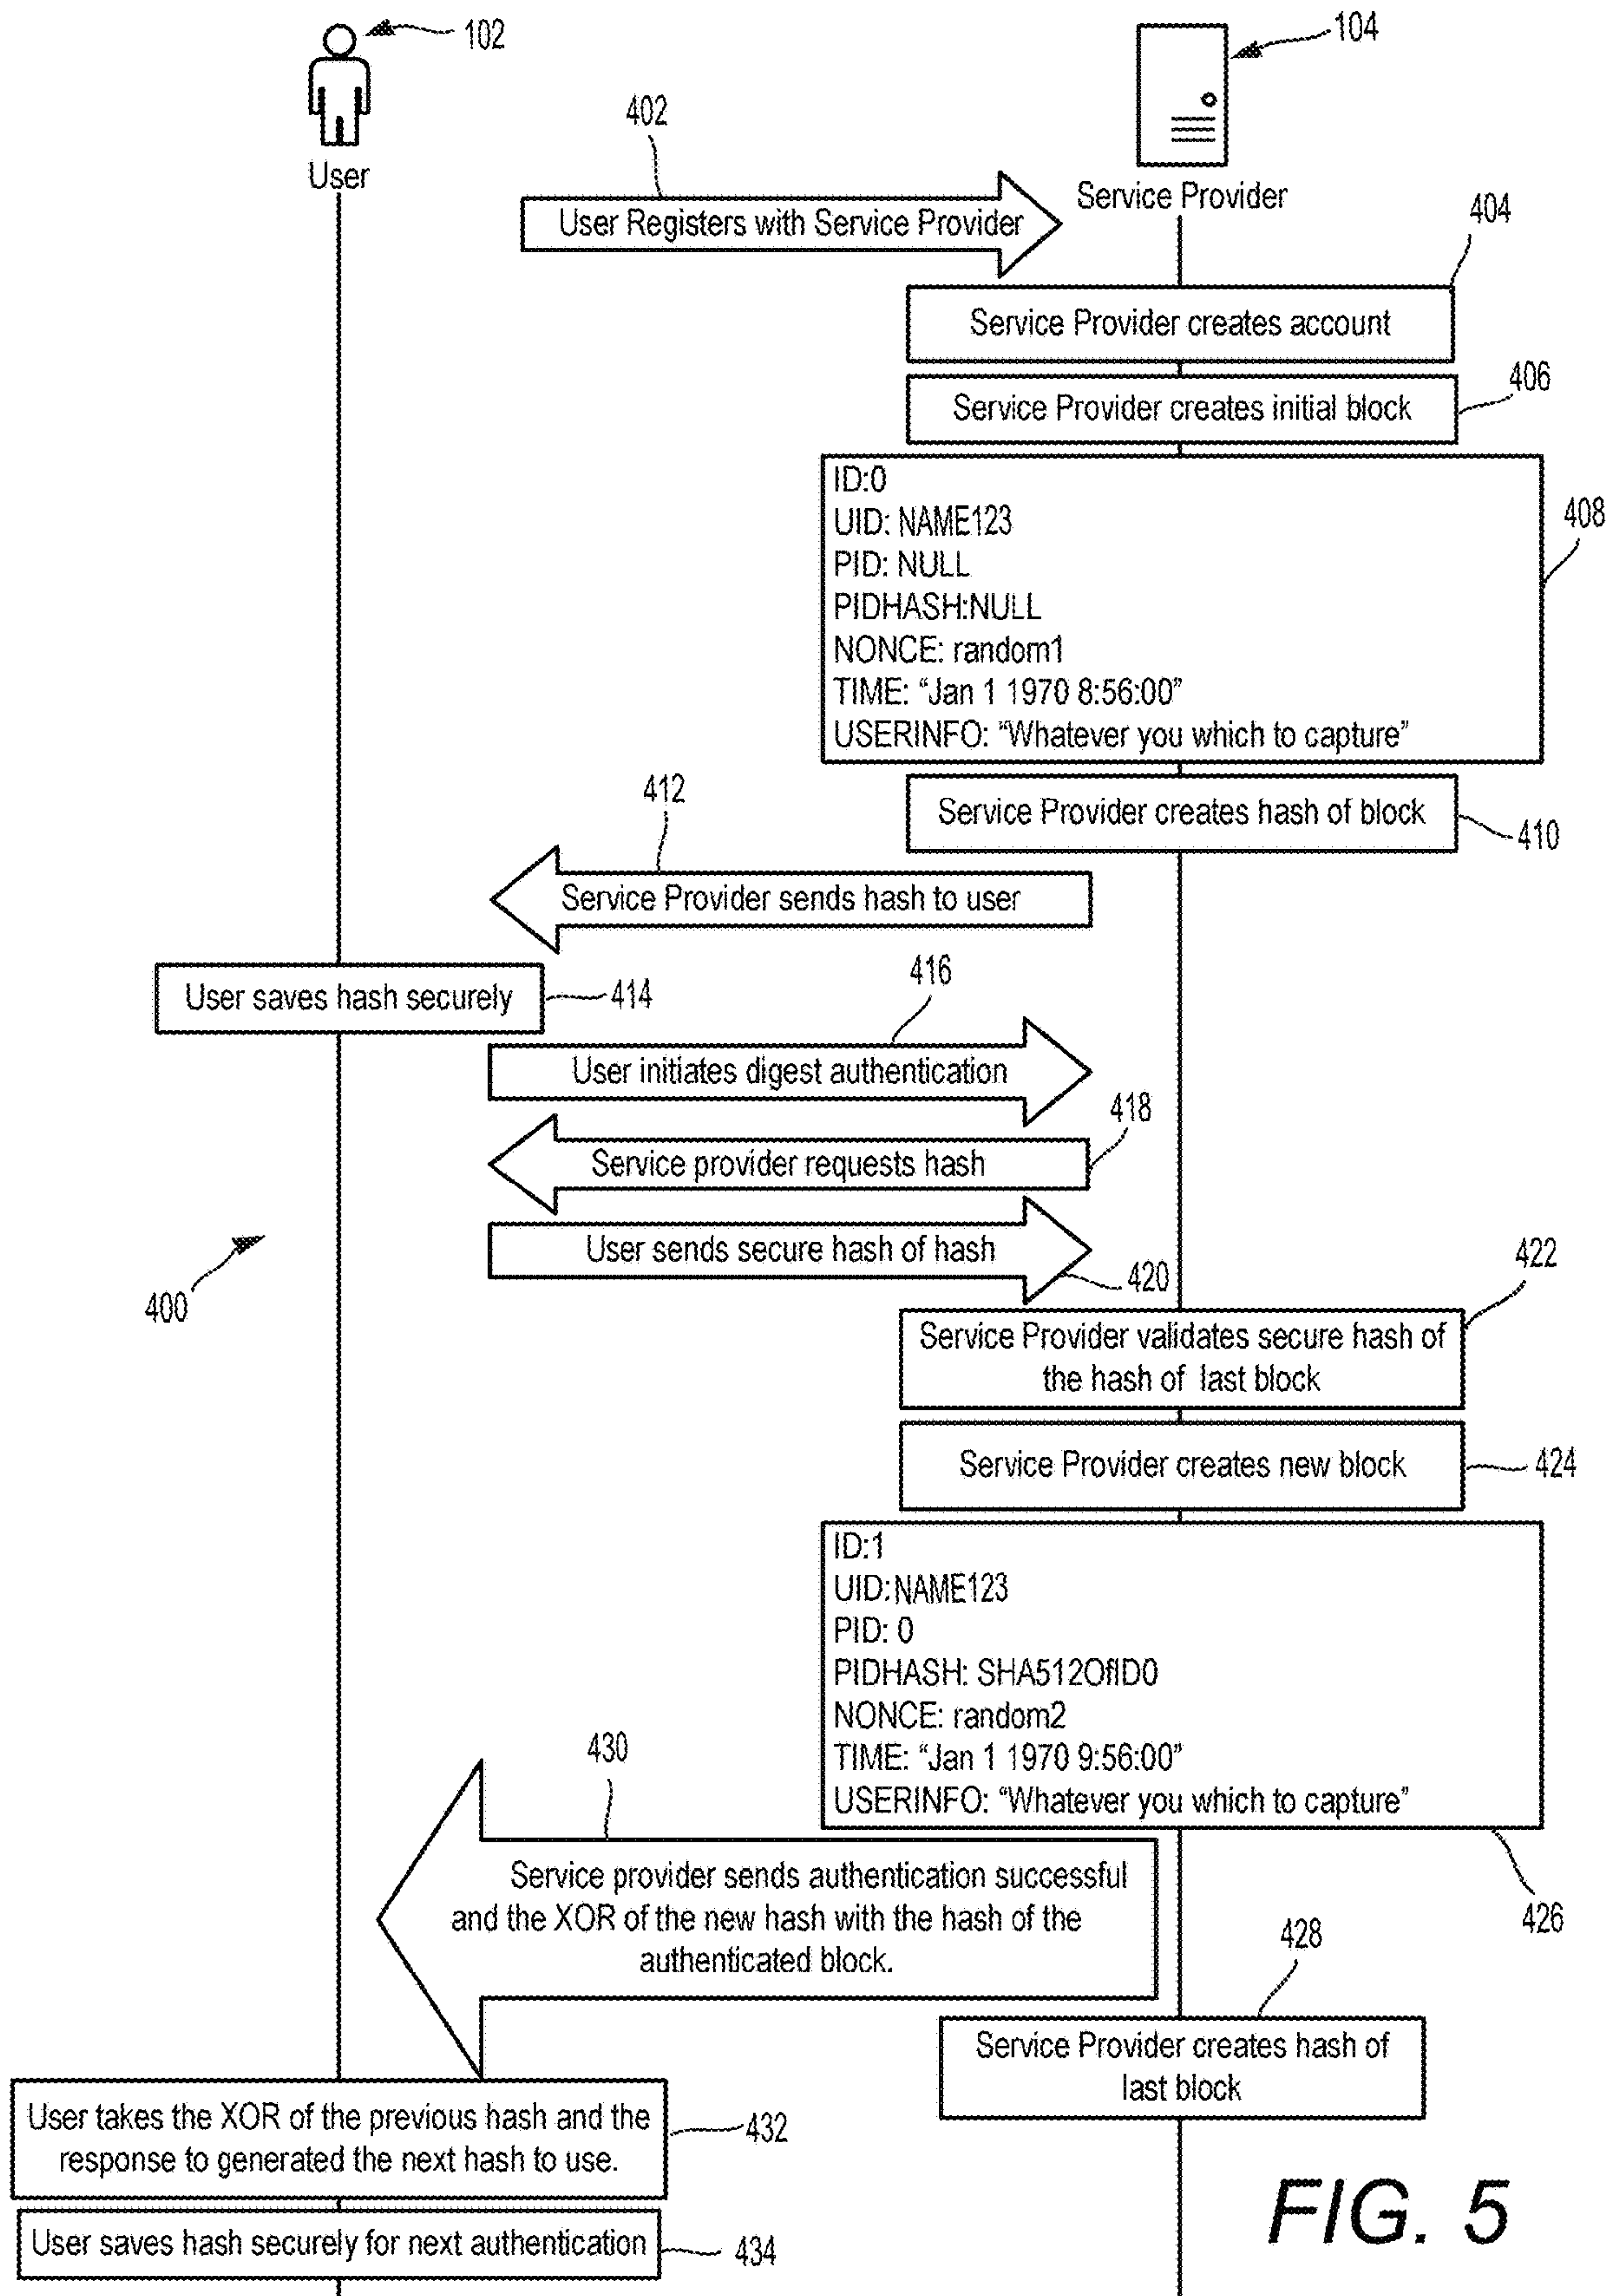 102
104
402
User
Service Provider
User Registers with Service Provider
404
Service Provider creates account
406
Service Provider creates initial block
ID:0
UID: NAME123
408
PID: NULL
PIDHASH:NULL
NONCE: random1
TIME: “Jan 1 1970 8:56:00”
USERINFO: “Whatever you which to capture”
412
Service Provider creates hash of block
410
Service Provider sends hash to user
416
User saves hash securely
414
User initiates digest authentication
418
Service provider requests hash
User sends secure hash of hash
420
422
400
Service Provider validates secure hash of
the hash of last block
Service Provider creates new block
424
ID:1
UID:NAME123
PID: 0
PIDHASH: SHA512OfID0
NONCE: random2
430
TIME: “Jan 1 1970 9:56:00”
USERINFO: “Whatever you which to capture”
Service provider sends authentication successful
and the XOR of the new hash with the hash of the
authenticated block.
426
428
Service Provider creates hash of
last block
User takes the XOR of the previous hash and the
response to generated the next hash to use.
432
User saves hash securely for next authentication
434
FIG. 5